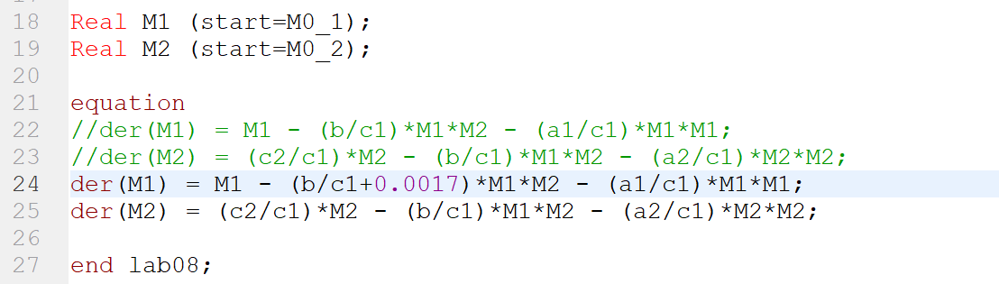 18 Real M1 (start=M0_1);
19 Real M2 (start=M0_2);
20
21 equation
22 //der(M1) = M1 - (b/c1)*M1*M2 - (a1/c1)*M1*M1;
23 //der(M2) = (c2/c1)*M2 - (b/c1)*M1*M2 - (a2/c1)*M2*M2;
24 der(M1) = M1 - (b/c1+0.0017)*M1*M2 - (a1/c1)*M1*M1;
25 der(M2) = (c2/c1)*M2 - (b/c1)*M1*M2 - (a2/c1)*M2*M2;
26
27 end lab08;